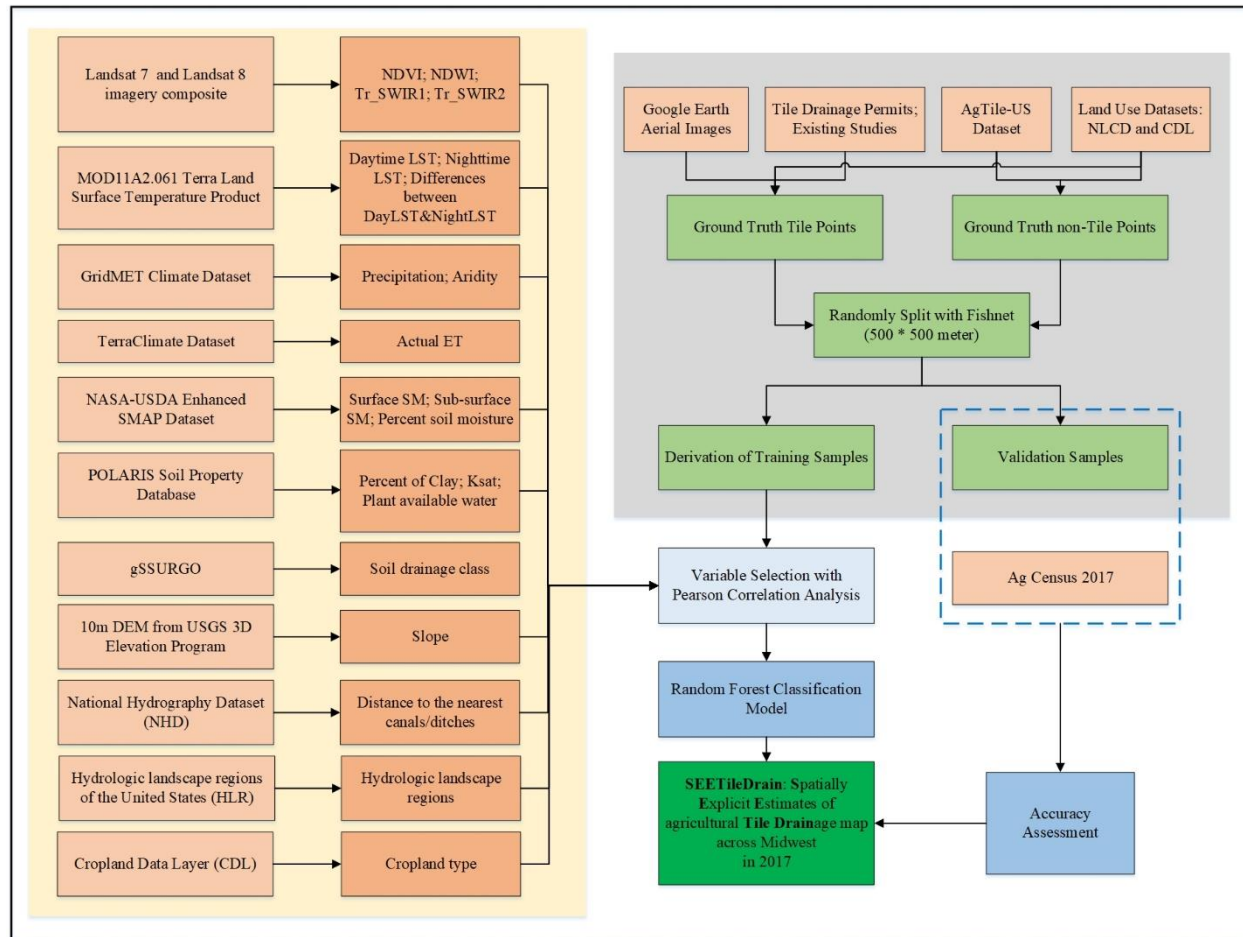 Landsat 7 and Landsat 8
imagery composite
NDVI; NDWI;
Tr_SWIR1; Tr_SWIR2
MOD11A2.061 Terra Land
Surface Temperature Product
Daytime LST; Nighttime
LST; Differences
between
DayLST&NightLST
GridMET Climate Dataset
Precipitation; Aridity
TerraClimate Dataset
Actual ET
NASA-USDA Enhanced
SMAP Dataset
Surface SM; Sub-surface
SM; Percent soil moisture
POLARIS Soil Property
Database
Percent of Clay; Ksat;
Plant available water
gSSURGO
Soil drainage class
10m DEM from USGS 3D
Elevation Program
Slope
National Hydrography Dataset
(NHD)
Distance to the nearest
canals/ditches
Hydrologic landscape regions
of the United States (HLR)
Hydrologic landscape
regions
Cropland Data Layer (CDL)
Cropland type
Google Earth
Aerial Images
Tile Drainage Permits;
Existing Studies
AgTile-US
Dataset
Land Use Datasets:
NLCD and CDL
Ground Truth Tile Points
Ground Truth non-Tile Points
Randomly Split with Fishnet
(500 * 500 meter)
Derivation of Training Samples
Validation Samples
Variable Selection with
Pearson Correlation Analysis
Ag Census 2017
Random Forest Classification
Model
SEETileDrain: Spatially
Explicit Estimates of
agricultural Tile Drainage map
across Midwest
in 2017
Accuracy
Assessment